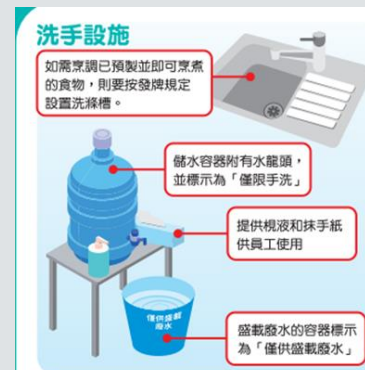 洗手設施
如需烹調已預製並即可烹煮
的食物，則要按發牌規定
設置洗滌槽。
儲水容器附有水龍頭，
並標示為「僅限手洗」
提供梘液和抹手紙
供員工使用
僅供盛載
廢水
盛載廢水的容器標示
為「僅供盛載廢水」